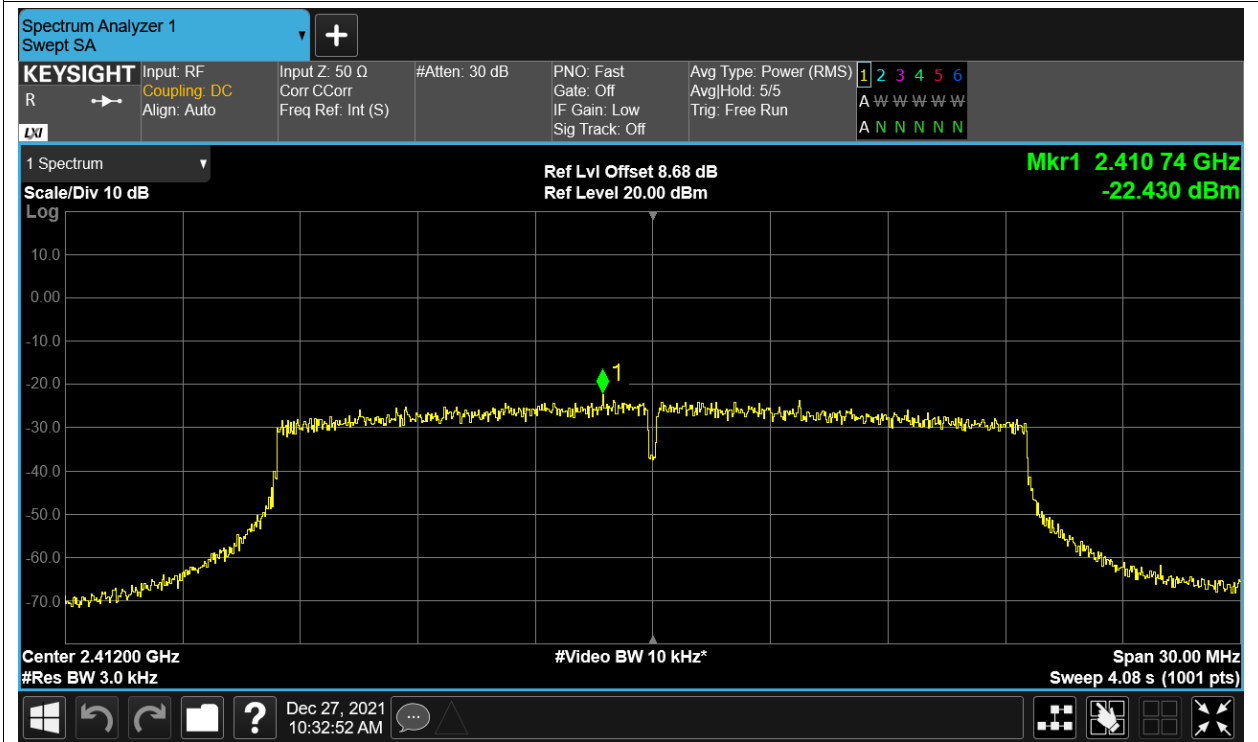 Spectrum Analyzer 1
Swept SA
+
KEYSIGHT
R
LXI
Input: RF
Coupling: DC
Align: Auto
Input Z: 50 Ω
Corr CCorr
Freq Ref: Int (S)
#Atten: 30 dB
PNO: Fast
Gate: Off
IF Gain: Low
Sig Track: Off
Avg Type: Power (RMS)
Avg|Hold: 5/5
Trig: Free Run
1 2 3 4 5 6
A W W W W W
A N N N N N
1 Spectrum
Scale/Div 10 dB
Log
Ref Lvl Offset 8.68 dB
Ref Level 20.00 dBm
Mkr1 2.410 74 GHz
-22.430 dBm
10.0
0.00
-10.0
-20.0
-30.0
-40.0
-50.0
-60.0
-70.0
1
Center 2.41200 GHz
#Res BW 3.0 kHz
#Video BW 10 kHz*
Span 30.00 MHz
Sweep 4.08 s (1001 pts)
?
Dec 27, 2021
10:32:52 AM